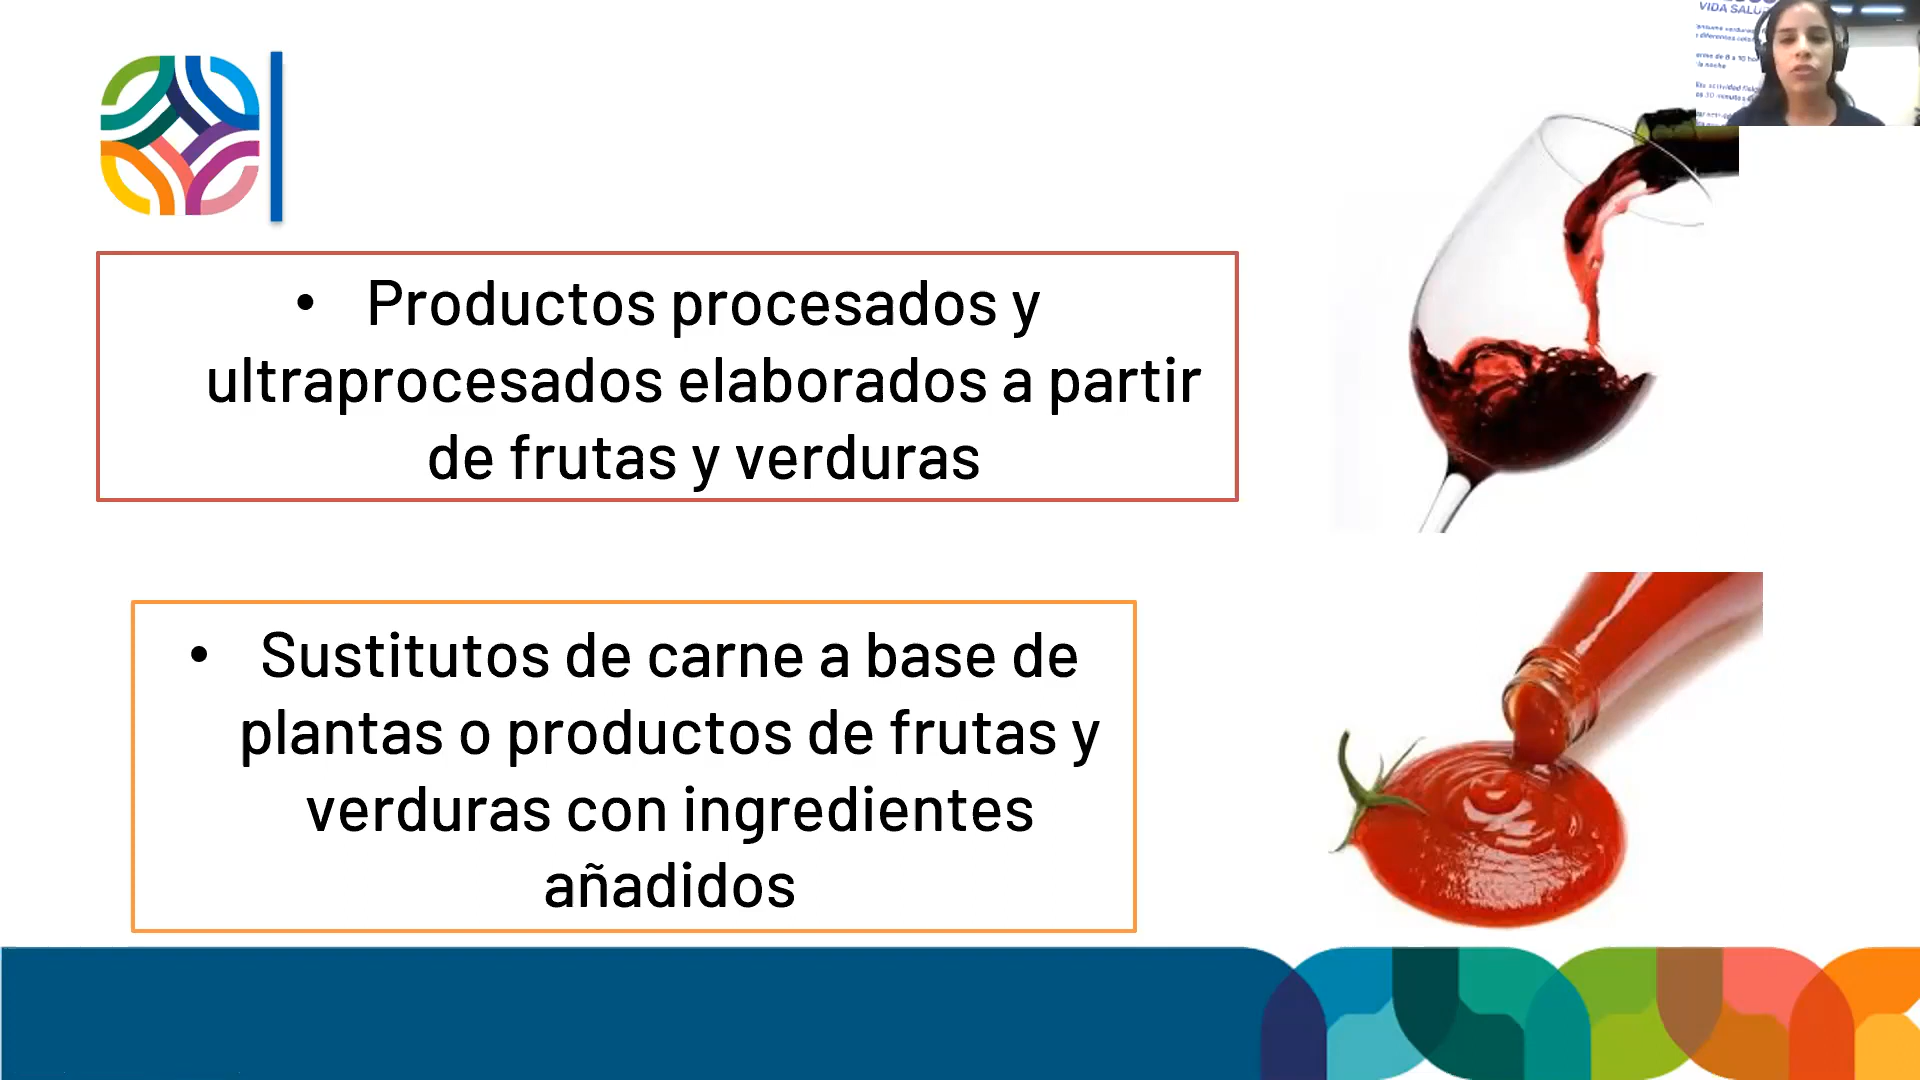 VIDA SALU
• Productos procesados y
ultraprocesados elaborados a partir
de frutas y verduras
• Sustitutos de carne a base de
plantas o productos de frutas y
verduras con ingredientes
añadidos